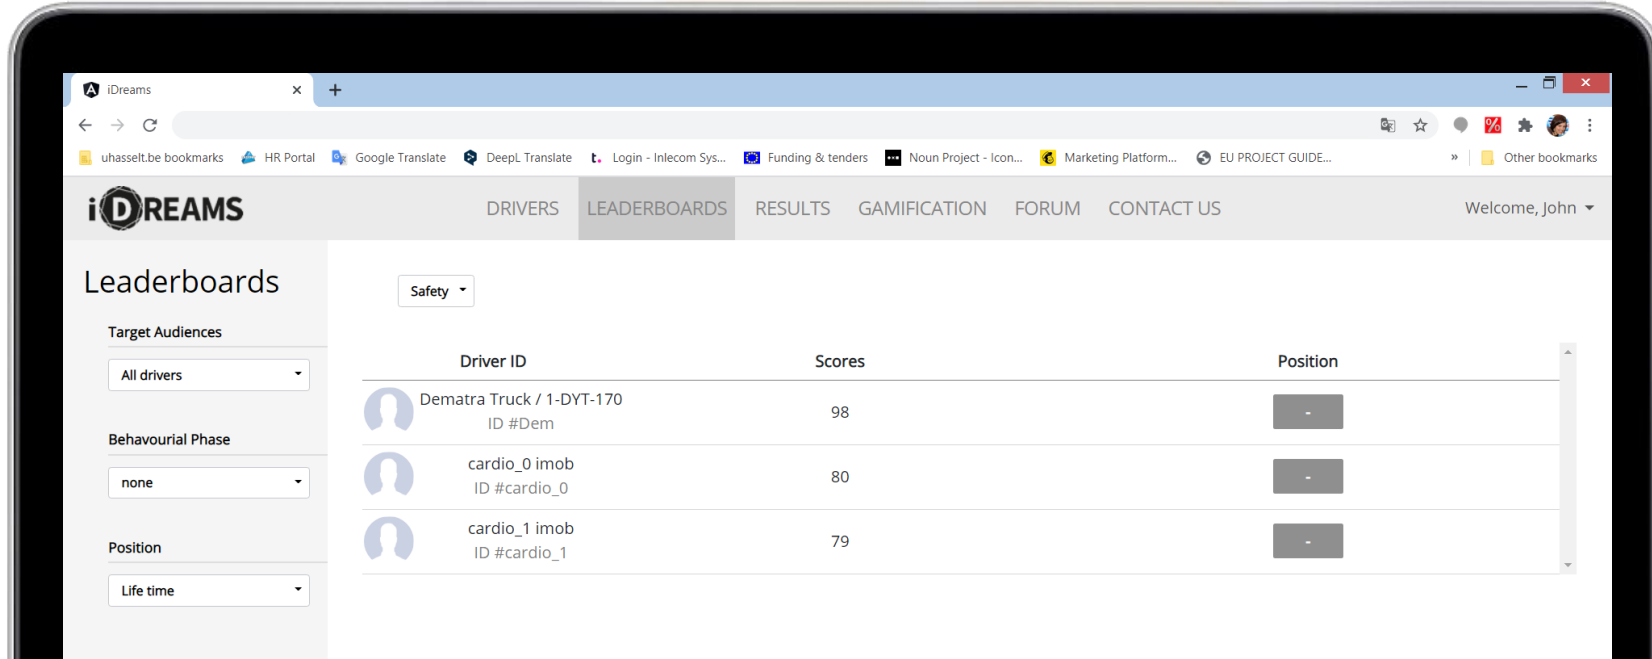 iDreams
uhasselt.be bookmarks HR Portal Google Translate DeepL Translate t. Login - Inlecom Sys... Funding & tenders Noun Project - Icon... Marketing Platform... EU PROJECT GUIDE... » Other bookmarks
iDREAMS DRIVERS LEADERBOARDS RESULTS GAMIFICATION FORUM CONTACT US Welcome, John
Leaderboards
Safety
Target Audiences
All drivers
Behavourial Phase
none
Position
Life time
Driver ID Scores Position
Dematra Truck / 1-DYT-170
ID #Dem
98 -
cardio_0 imob
ID #cardio_0
80 -
cardio_1 imob
ID #cardio_1
79 -